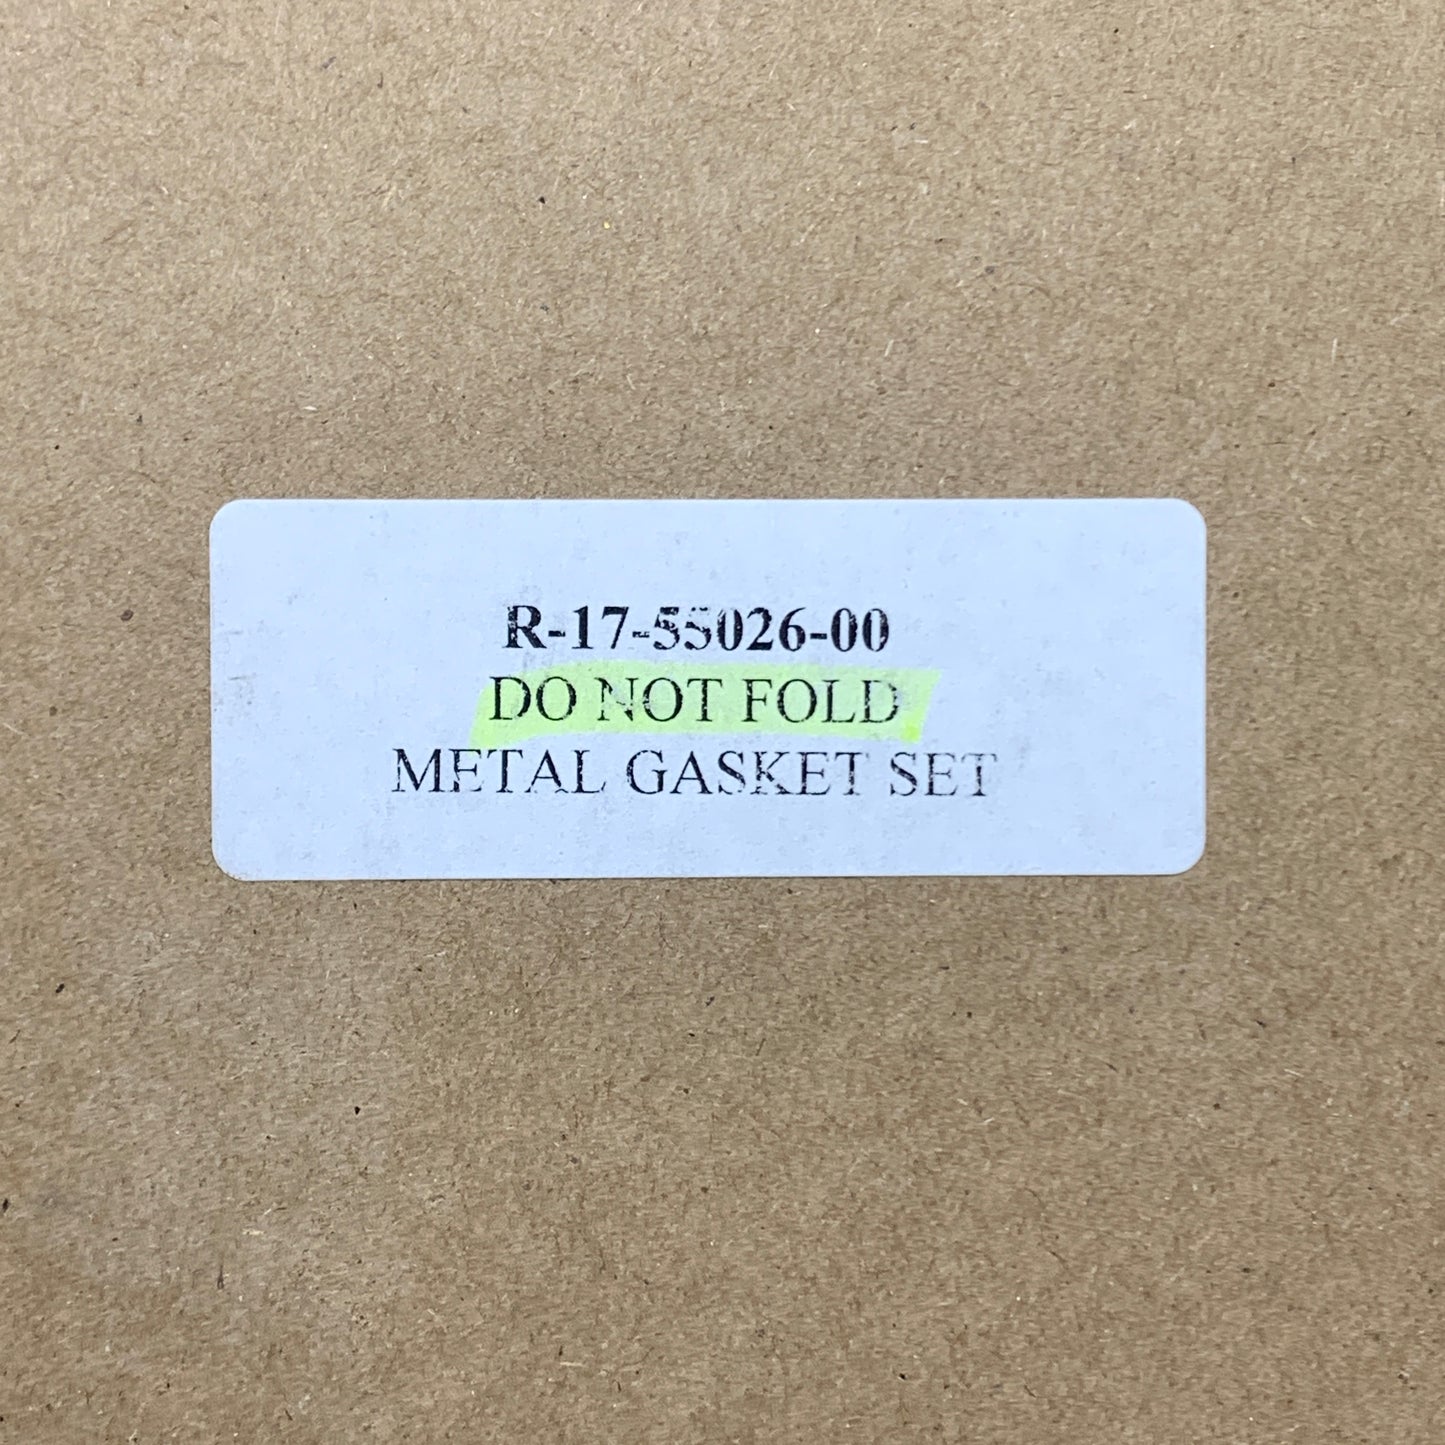 R-17-55026-00
DO NOT FOLD
METAL GASKET SET